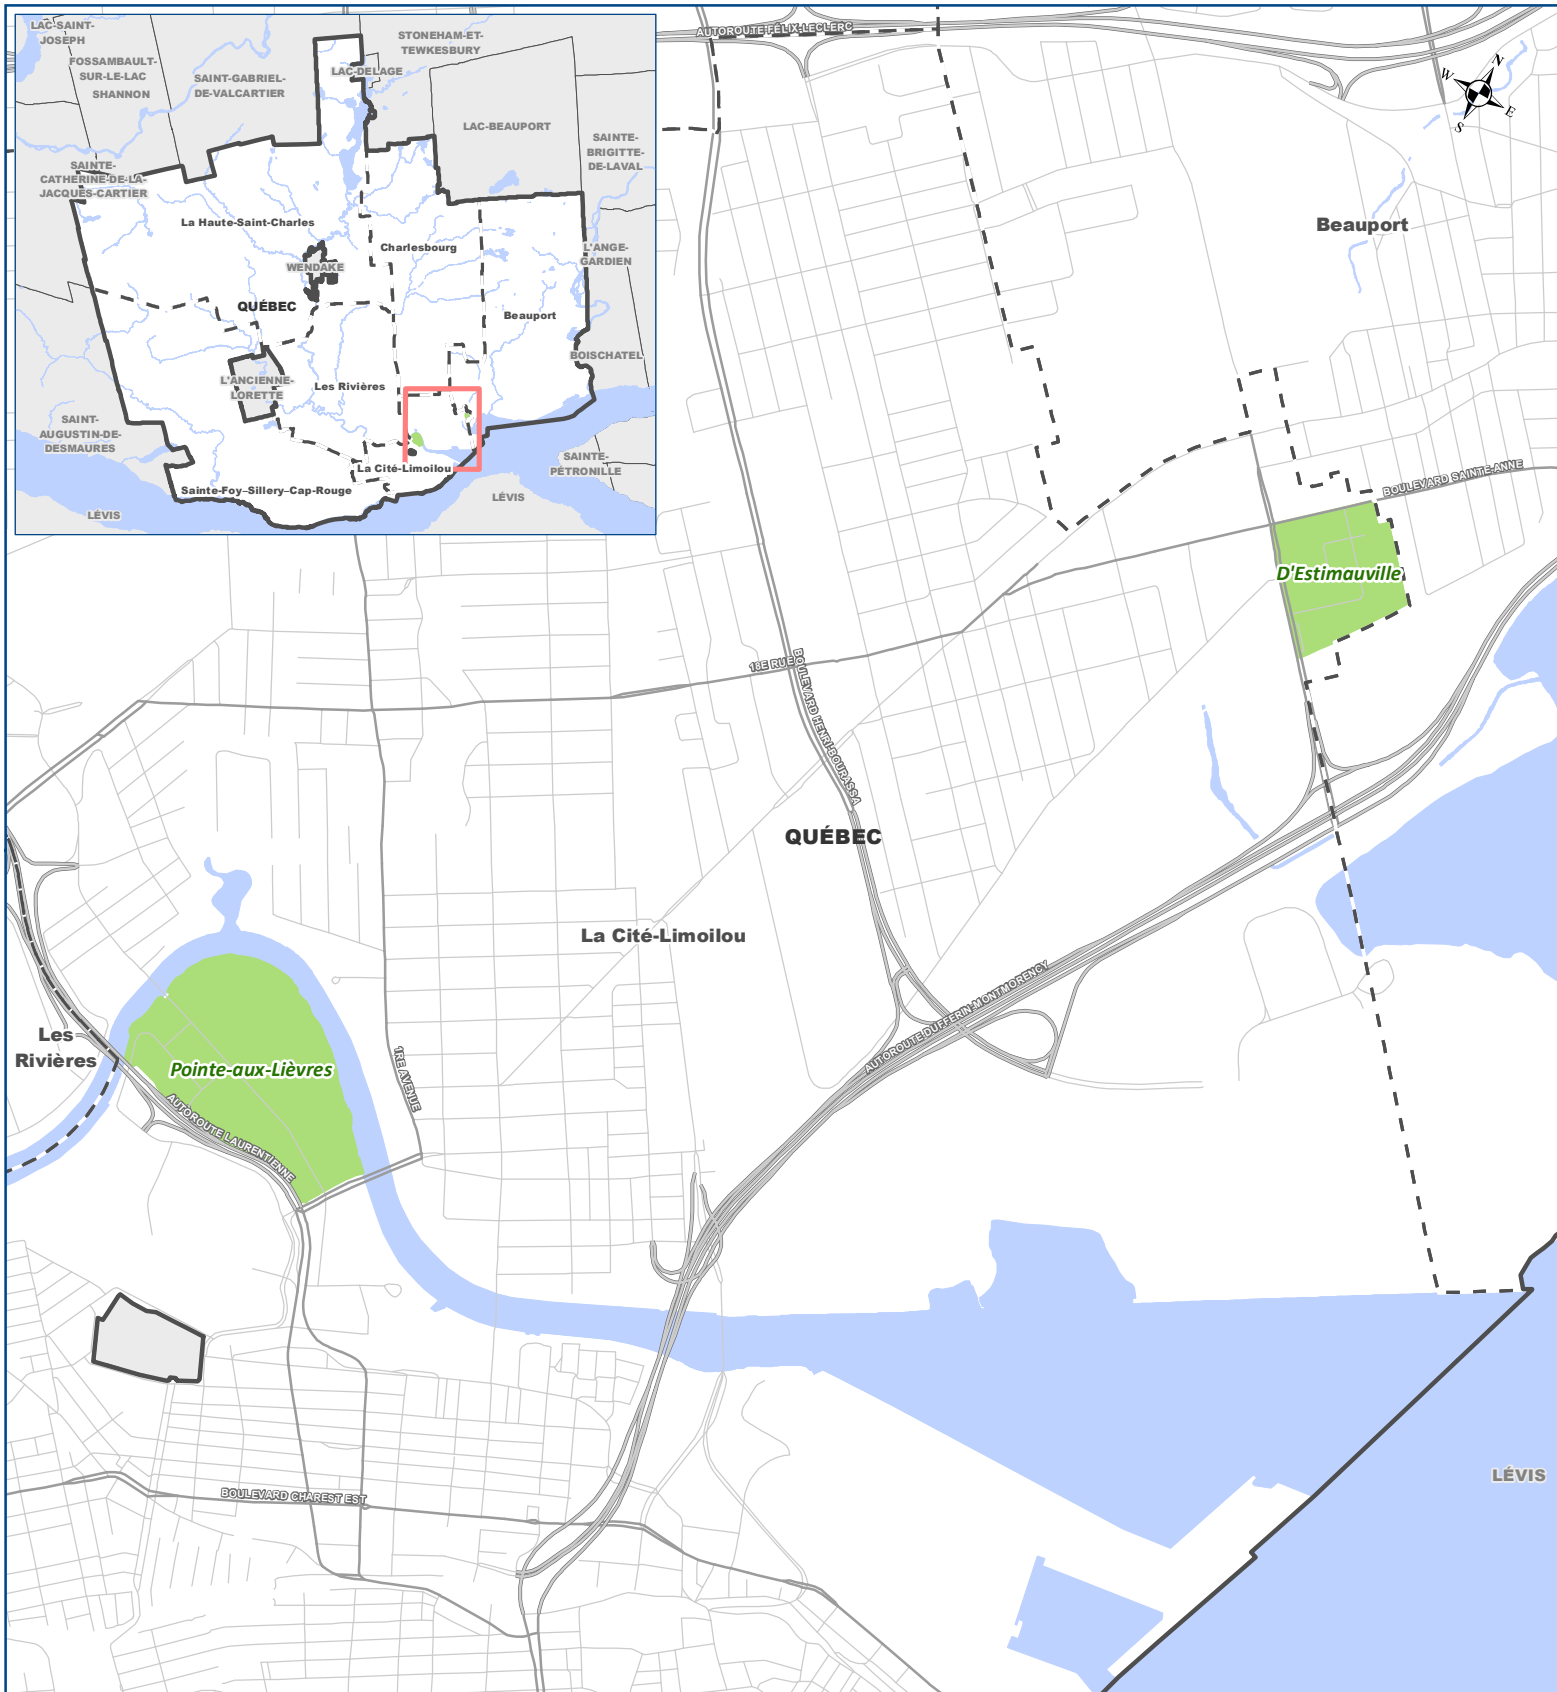 LAC-SAINT-
JOSEPH
FOSSAMBAULT-
SUR-LE-LAC
SHANNON
SAINT-GABRIEL-
DE-VALCARTIER
STONEHAM-ET-
TEWKESBURY
LAC-DELAGE
LAC-BEAUPORT
SAINTE-
BRIGITTE-
DE-LAVAL
SAINTE-
CATHERINE-DE-LA-
JACQUES-CARTIER
La Haute-Saint-Charles
Charlesbourg
L'ANGE-
GARDIEN
WENDAKE
QUÉBEC
Beauport
BOISCHATEL
L'ANCIENNE-
LORETTE
Les Rivières
SAINT-
AUGUSTIN-DE-
DESMAURES
SAINTE-
PÉTRONILLE
La Cité-Limoilou
Sainte-Foy–Sillery–Cap-Rouge
LÉVIS
LÉVIS
AUTOROUTE FÉLIX-LECLERC
N
W
E
S
Beauport
BOULEVARD SAINTE-ANNE
D'Estimauville
18E RUE
BOULEVARD HENRI-BOURASSA
QUÉBEC
La Cité-Limoilou
AUTOROUTE DUFFERIN-MONTMORENCY
Les
Rivières
Pointe-aux-Lièvres
1RE AVENUE
AUTOROUTE LAURENTIENNE
LÉVIS
BOULEVARD CHAREST EST